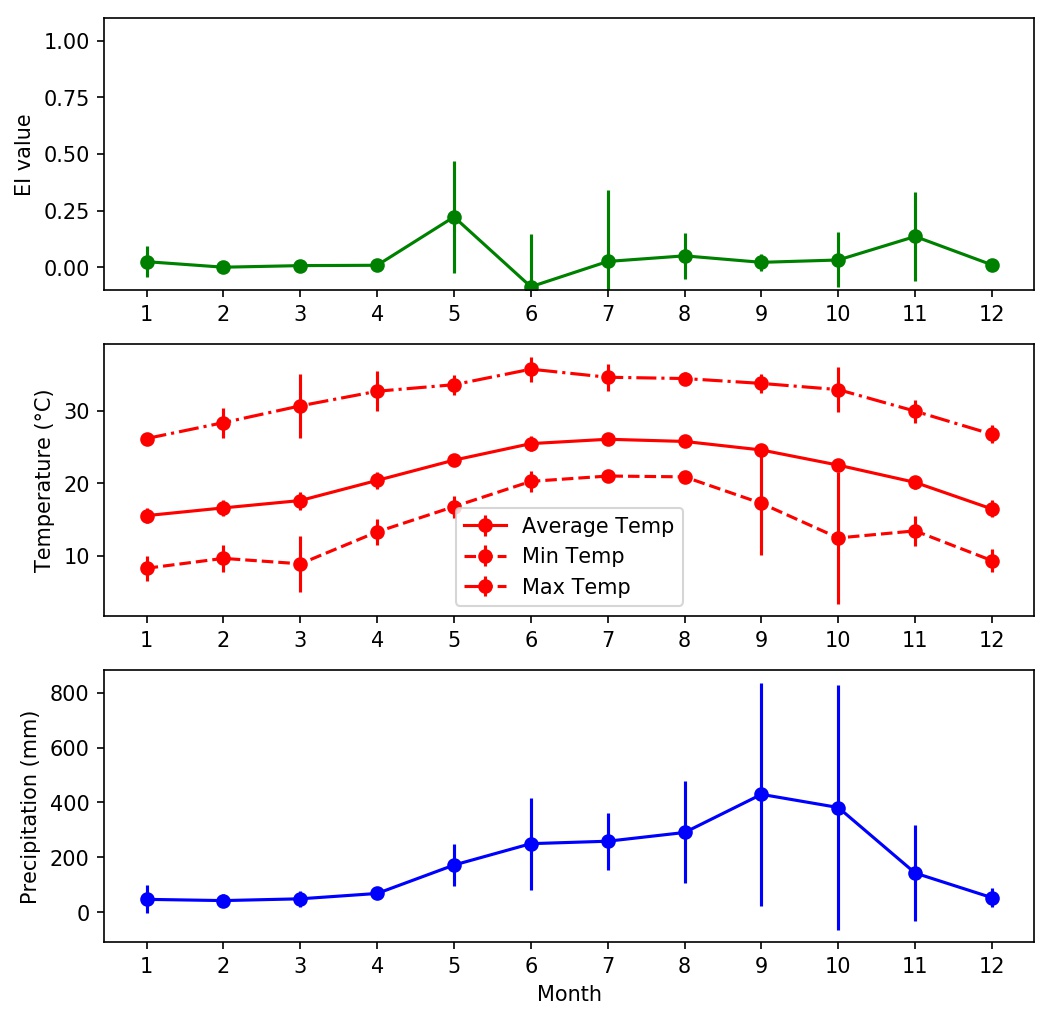 1.00
0.75
0.50
0.25
0.00
EI value
1 2 3 4 5 6 7 8 9 10 11 12
30
20
10
Temperature (°C)
Average Temp
Min Temp
Max Temp
1 2 3 4 5 6 7 8 9 10 11 12
800
600
400
200
0
Precipitation (mm)
1 2 3 4 5 6 7 8 9 10 11 12
Month